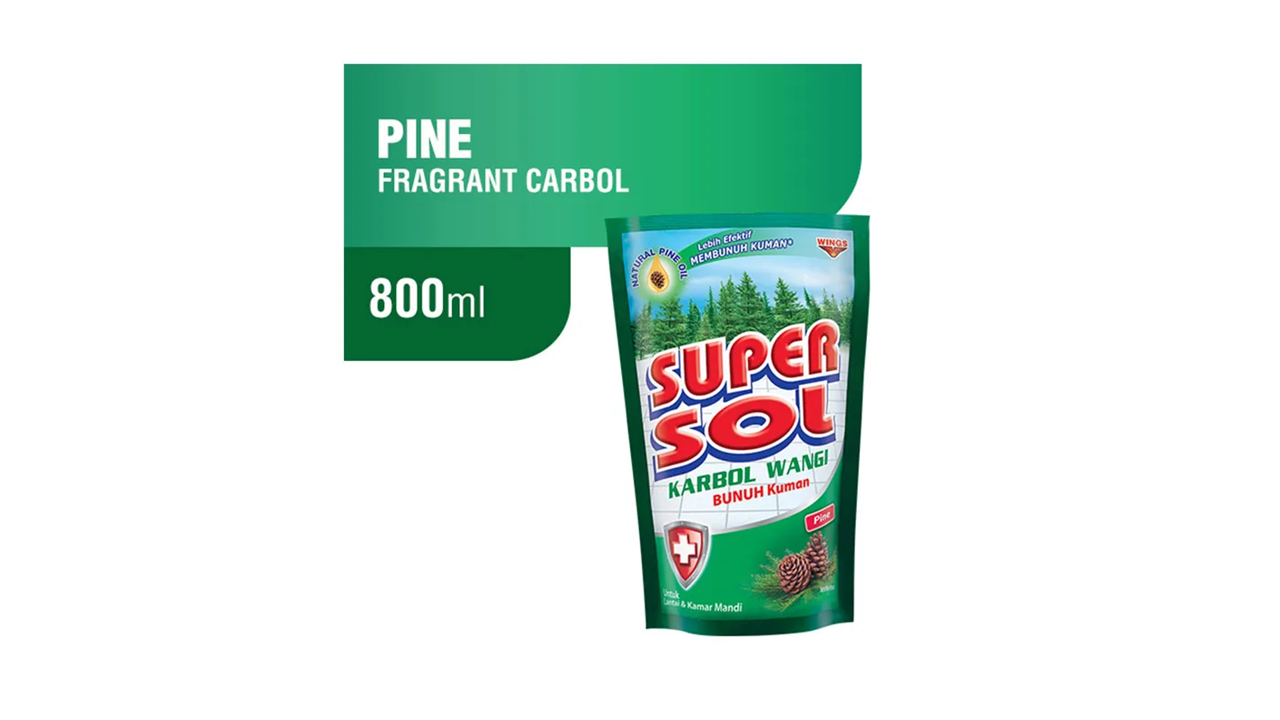 PINE
FRAGRANT CARBOL
800ml
NATURAL PINE OIL
Lebih Efektif
MEMBUNUH KUMAN*
WINGS
SUPER
SOL
KARBOL WANGI
BUNUH Kuman
Pine
Untuk
Lantai & Kamar Mandi